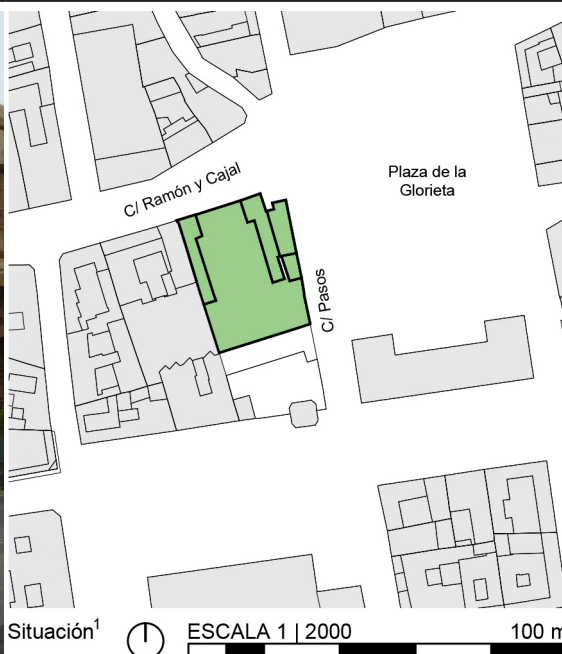 C/ Ramón y Cajal
Plaza de la
Glorieta
C/ Pasos
Situación¹
ESCALA 1 | 2000
100 m